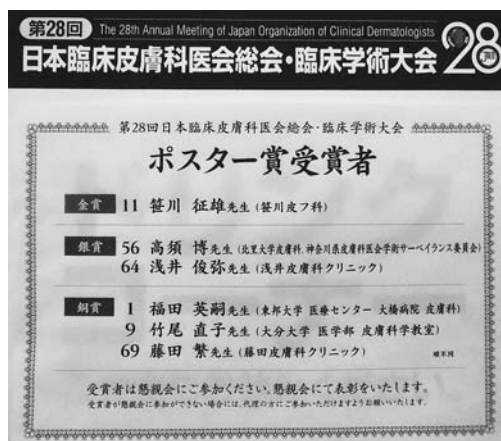 第28回 The 28th Annual Meeting of Japan Organization of Clinical Dermatologists
日本臨床皮膚科医会総会・臨床学術大会 28
第28回日本臨床皮膚科医会総会・臨床学術大会
ポスター賞受賞者
金賞 11 笹川 征雄先生(笹川皮フ科)
銀賞 56 高須 博先生(北里大学皮膚科、神奈川県皮膚科医会学術サーベイランス委員会)
64 浅井 俊弥先生(浅井皮膚科クリニック)
銅賞 1 福田 英嗣先生(東邦大学 医療センター 大橋病院 皮膚科)
9 竹尾 直子先生(大分大学 医学部 皮膚科学教室)
69 藤田 繁先生(藤田皮膚科クリニック) 順不同
受賞者は懇親会にご参加ください。懇親会にて表彰をいたします。
受賞者が懇親会に参加ができない場合には、代理の方にご参加いただけますようお願いいたします。